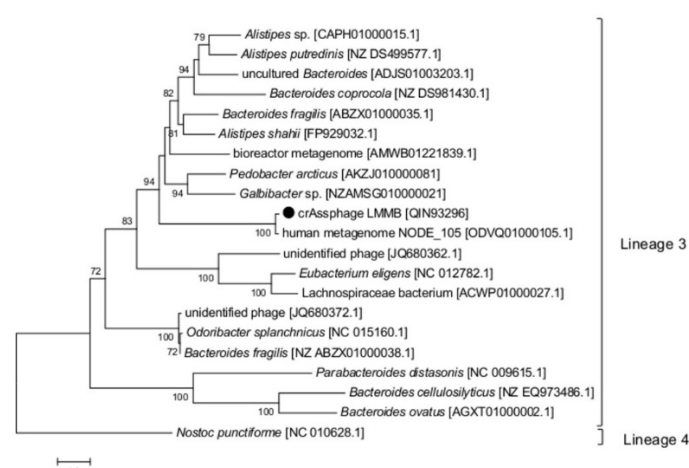 79
Alistipes sp. [CAPH01000015.1]
Alistipes putredinis [NZ DS499577.1]
94
uncultured Bacteroides [ADJS01003203.1]
82
Bacteroides coprocola [NZ DS981430.1]
Bacteroides fragilis [ABZX01000035.1]
81
Alistipes shahii [FP929032.1]
bioreactor metagenome [AMWB01221839.1]
94
Pedobacter arcticus [AKZJ010000081]
94
Galbibacter sp. [NZAMSG010000021]
83
crAssphage LMMB [QIN93296]
100
human metagenome NODE_105 [ODVQ01000105.1]
Lineage 3
unidentified phage [JQ680362.1]
72
100
Eubacterium eligens [NC 012782.1]
100
Lachnospiraceae bacterium [ACWP01000027.1]
unidentified phage [JQ680372.1]
100
Odoribacter splanchnicus [NC 015160.1]
72
Bacteroides fragilis [NZ ABZX01000038.1]
Parabacteroides distasonis [NC 009615.1]
100
Bacteroides cellulosilyticus [NZ EQ973486.1]
100
Bacteroides ovatus [AGXT01000002.1]
Nostoc punctiforme [NC 010628.1]
Lineage 4